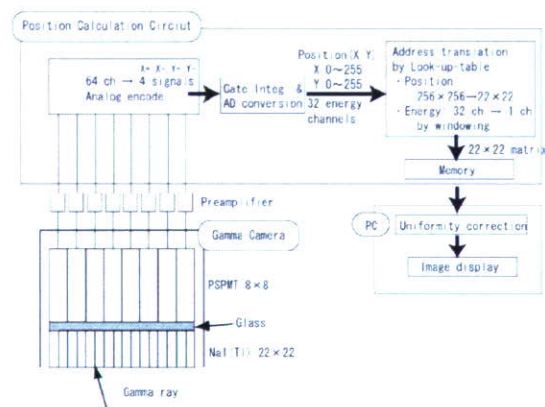 Position Calculation Circiut
X+ X- Y+ Y-
64 ch → 4 signals
Analog encode
Gate Integ &
AD conversion
Position(X Y)
X 0~255
Y 0~255
32 energy
channels
Address translation
by Look-up-table
・Position
256×256→22×22
・Energy: 32 ch → 1 ch
by windowing
22×22 matrix
Memory
Preamplifier
Gamma Camera
PSPMT 8×8
Glass
NaI(Tl) 22×22
Gamma ray
PC
Uniformity correction
Image display